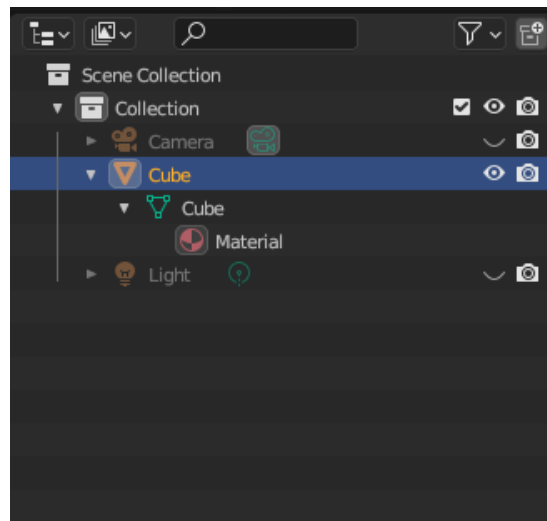 Scene Collection
Collection
Camera
Cube
Cube
Material
Light